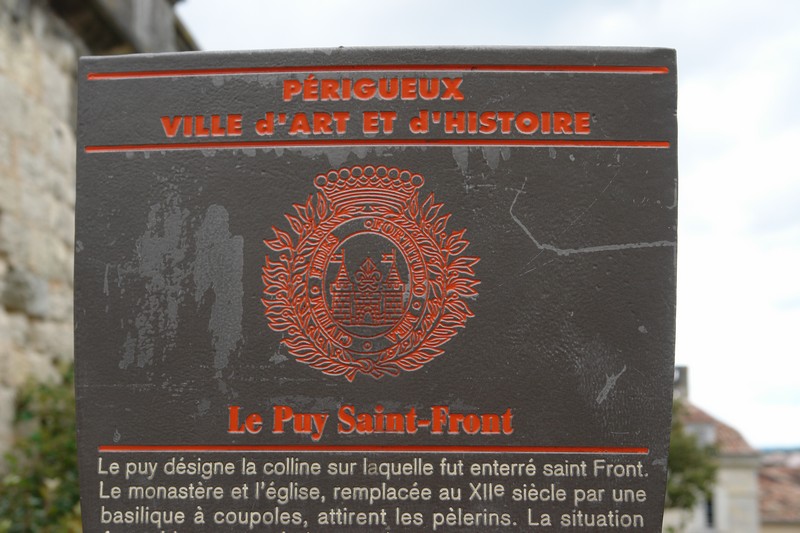 PÉRIGUEUX
VILLE d'ART ET d'HISTOIRE
Le Puy Saint-Front
Le puy désigne la colline sur laquelle fut enterré saint Front.
Le monastère et l'église, remplacée au XIIe siècle par une
basilique à coupoles, attirent les pèlerins. La situation